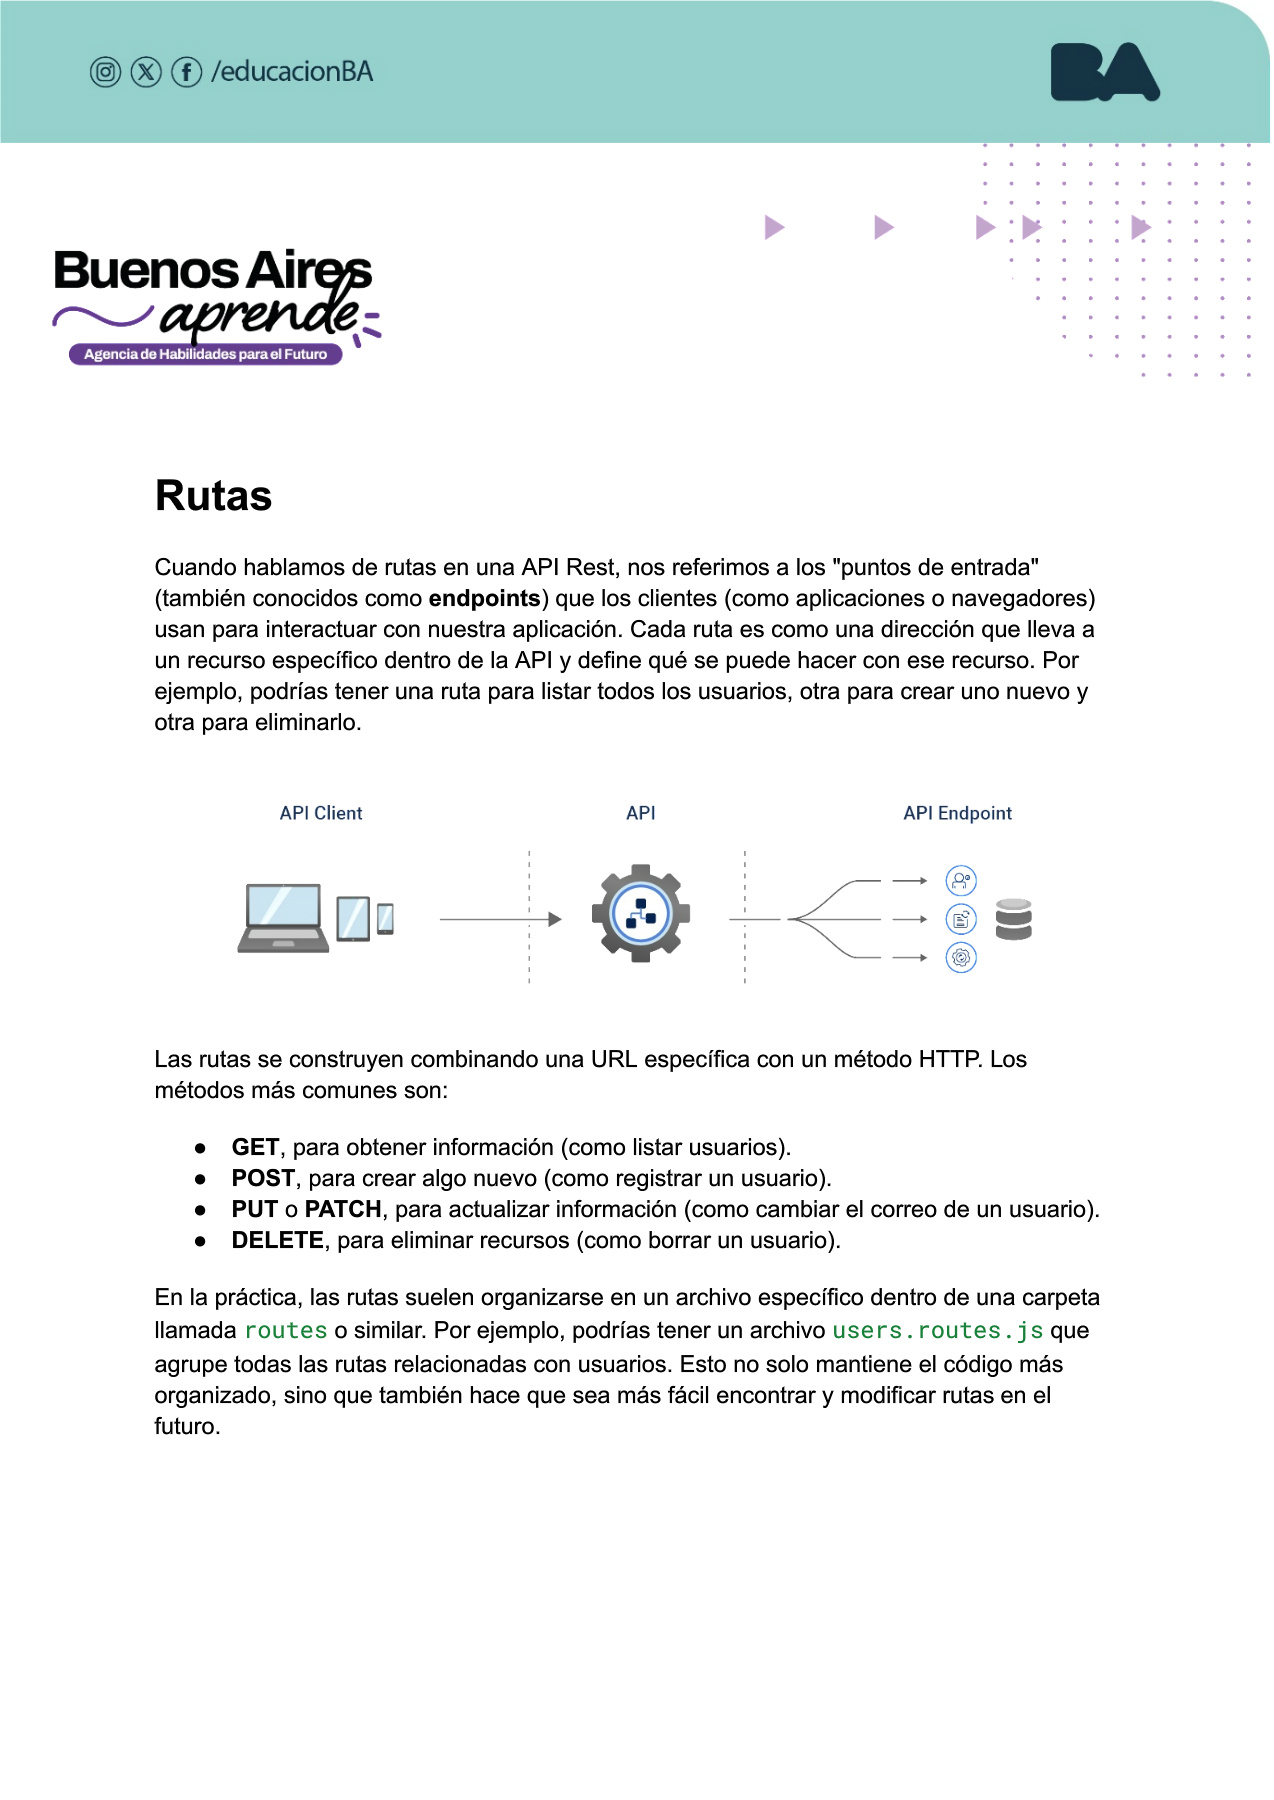 /educacionBA
BA
Buenos Aires
aprende
Agencia de Habilidades para el Futuro
Rutas
Cuando hablamos de rutas en una API Rest, nos referimos a los "puntos de entrada"
(también conocidos como endpoints) que los clientes (como aplicaciones o navegadores)
usan para interactuar con nuestra aplicación. Cada ruta es como una dirección que lleva a
un recurso específico dentro de la API y define qué se puede hacer con ese recurso. Por
ejemplo, podrías tener una ruta para listar todos los usuarios, otra para crear uno nuevo y
otra para eliminarlo.
API Client
API
API Endpoint
Las rutas se construyen combinando una URL específica con un método HTTP. Los
métodos más comunes son:
● GET, para obtener información (como listar usuarios).
● POST, para crear algo nuevo (como registrar un usuario).
● PUT o PATCH, para actualizar información (como cambiar el correo de un usuario).
● DELETE, para eliminar recursos (como borrar un usuario).
En la práctica, las rutas suelen organizarse en un archivo específico dentro de una carpeta
llamada routes o similar. Por ejemplo, podrías tener un archivo users.routes.js que
agrupe todas las rutas relacionadas con usuarios. Esto no solo mantiene el código más
organizado, sino que también hace que sea más fácil encontrar y modificar rutas en el
futuro.